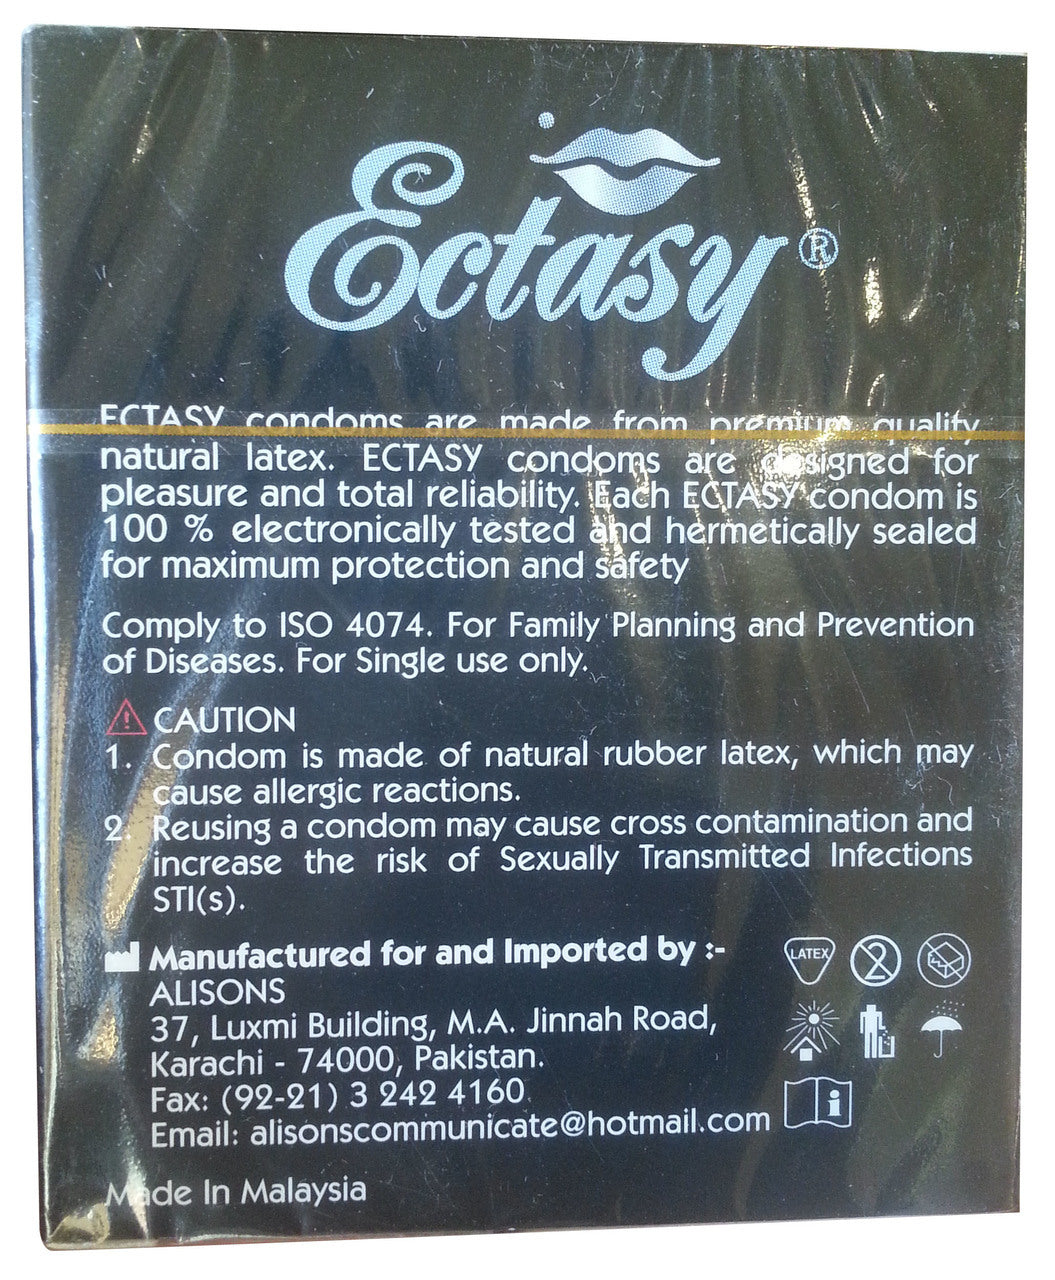 Ectasy®
ECTASY condoms are made from premium quality
natural latex. ECTASY condoms are designed for
pleasure and total reliability. Each ECTASY condom is
100 % electronically tested and hermetically sealed
for maximum protection and safety
Comply to ISO 4074. For Family Planning and Prevention
of Diseases. For Single use only.
CAUTION
1. Condom is made of natural rubber latex, which may
cause allergic reactions.
2. Reusing a condom may cause cross contamination and
increase the risk of Sexually Transmitted Infections
STI(s).
Manufactured for and Imported by :-
ALISONS
37, Luxmi Building, M.A. Jinnah Road,
Karachi - 74000, Pakistan.
Fax: (92-21) 3 242 4160
Email: alisonscommunicate@hotmail.com
LATEX
2
i
Made In Malaysia